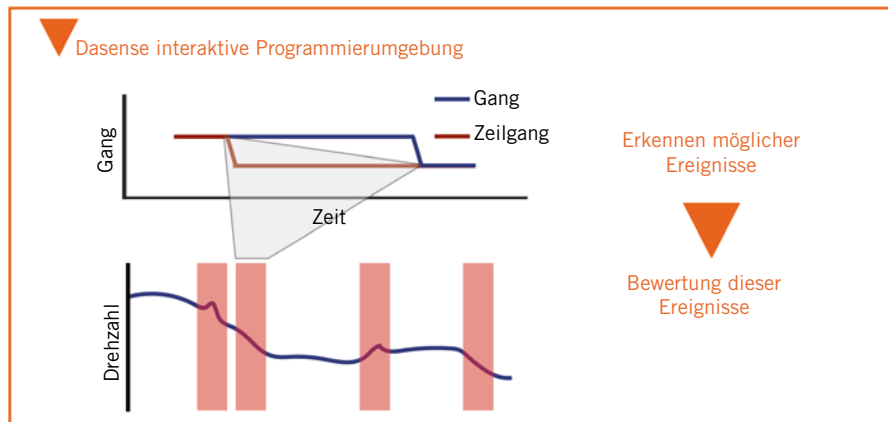 Dasense interaktive Programmierumgebung
Gang
Zeilgang
Gang
Zeit
Drehzahl
Erkennen möglicher
Ereignisse
Bewertung dieser
Ereignisse